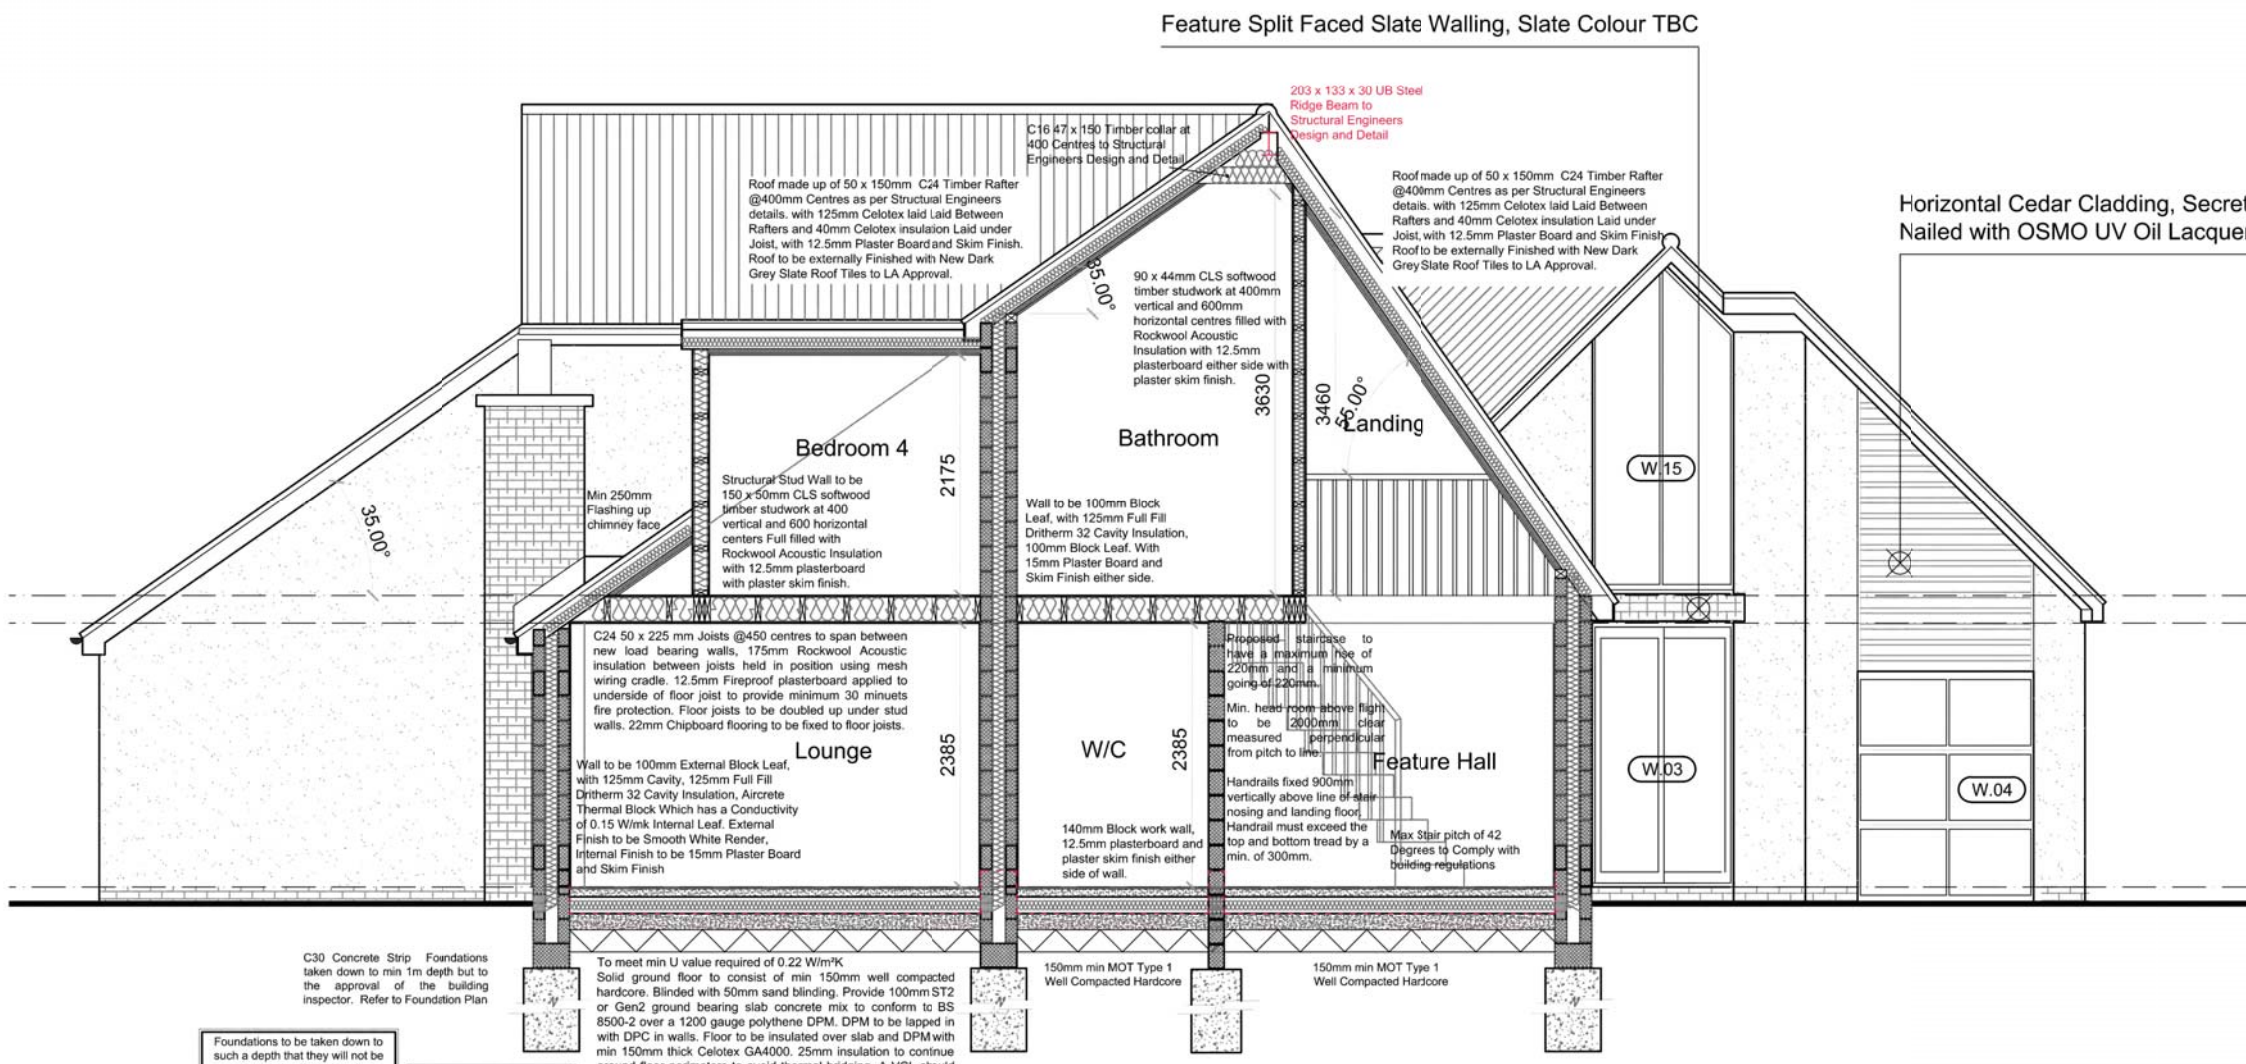 Feature Split Faced Slate Walling, Slate Colour TBC
203 x 133 x 30 UB Steel
Ridge Beam to
Structural Engineers
Design and Detail
C16 47 x 150 Timber collar at
400 Centres to Structural
Engineers Design and Detail
Roof made up of 50 x 150mm C24 Timber Rafter
@400mm Centres as per Structural Engineers
details. with 125mm Celotex laid Laid Between
Rafters and 40mm Celotex insulation Laid under
Joist, with 12.5mm Plaster Board and Skim Finish.
Roof to be externally Finished with New Dark
Grey Slate Roof Tiles to LA Approval.
Roof made up of 50 x 150mm C24 Timber Rafter
@400mm Centres as per Structural Engineers
details. with 125mm Celotex laid Laid Between
Rafters and 40mm Celotex insulation Laid under
Joist, with 12.5mm Plaster Board and Skim Finish.
Roof to be externally Finished with New Dark
Grey Slate Roof Tiles to LA Approval.
Horizontal Cedar Cladding, Secret
Nailed with OSMO UV Oil Lacquer
35.00°
90 x 44mm CLS softwood
timber studwork at 400mm
vertical and 600mm
horizontal centres filled with
Rockwool Acoustic
Insulation with 12.5mm
plasterboard either side with
plaster skim finish.
3630
3460
55.00°
Landing
Bedroom 4
2175
Bathroom
W.15
Structural Stud Wall to be
150 x 50mm CLS softwood
timber studwork at 400
vertical and 600 horizontal
centers Full filled with
Rockwool Acoustic Insulation
with 12.5mm plasterboard
with plaster skim finish.
Min 250mm
Flashing up
chimney face
35.00°
Wall to be 100mm Block
Leaf, with 125mm Full Fill
Dritherm 32 Cavity Insulation,
100mm Block Leaf. With
15mm Plaster Board and
Skim Finish either side.
C24 50 x 225 mm Joists @450 centres to span between
new load bearing walls, 175mm Rockwool Acoustic
insulation between joists held in position using mesh
wiring cradle. 12.5mm Fireproof plasterboard applied to
underside of floor joist to provide minimum 30 minuets
fire protection. Floor joists to be doubled up under stud
walls. 22mm Chipboard flooring to be fixed to floor joists.
Lounge
2385
W/C
2385
Wall to be 100mm External Block Leaf,
with 125mm Cavity, 125mm Full Fill
Dritherm 32 Cavity Insulation, Aircrete
Thermal Block Which has a Conductivity
of 0.15 W/mk Internal Leaf. External
Finish to be Smooth White Render,
Internal Finish to be 15mm Plaster Board
and Skim Finish
Proposed staircase to
have a maximum rise of
220mm and a minimum
going of 220mm.
Min. head room above flight
to be 2000mm clear
measured perpendicular
from pitch to line.
Feature Hall
Handrails fixed 900mm
vertically above line of stair
nosing and landing floor.
Handrail must exceed the
top and bottom tread by a
min. of 300mm.
Max Stair pitch of 42
Degrees to Comply with
building regulations
140mm Block work wall,
12.5mm plasterboard and
plaster skim finish either
side of wall.
W.03
W.04
C30 Concrete Strip Foundations
taken down to min 1m depth but to
the approval of the building
inspector. Refer to Foundation Plan
To meet min U value required of 0.22 W/m²K
Solid ground floor to consist of min 150mm well compacted
hardcore. Blinded with 50mm sand blinding. Provide 100mm ST2
or Gen2 ground bearing slab concrete mix to conform to BS
8500-2 over a 1200 gauge polythene DPM. DPM to be lapped in
with DPC in walls. Floor to be insulated over slab and DPM with
min 150mm thick Celotex GA4000. 25mm insulation to continue
around floor perimeters to avoid thermal bridging. A VCL should
150mm min MOT Type 1
Well Compacted Hardcore
150mm min MOT Type 1
Well Compacted Hardcore
Foundations to be taken down to
such a depth that they will not be